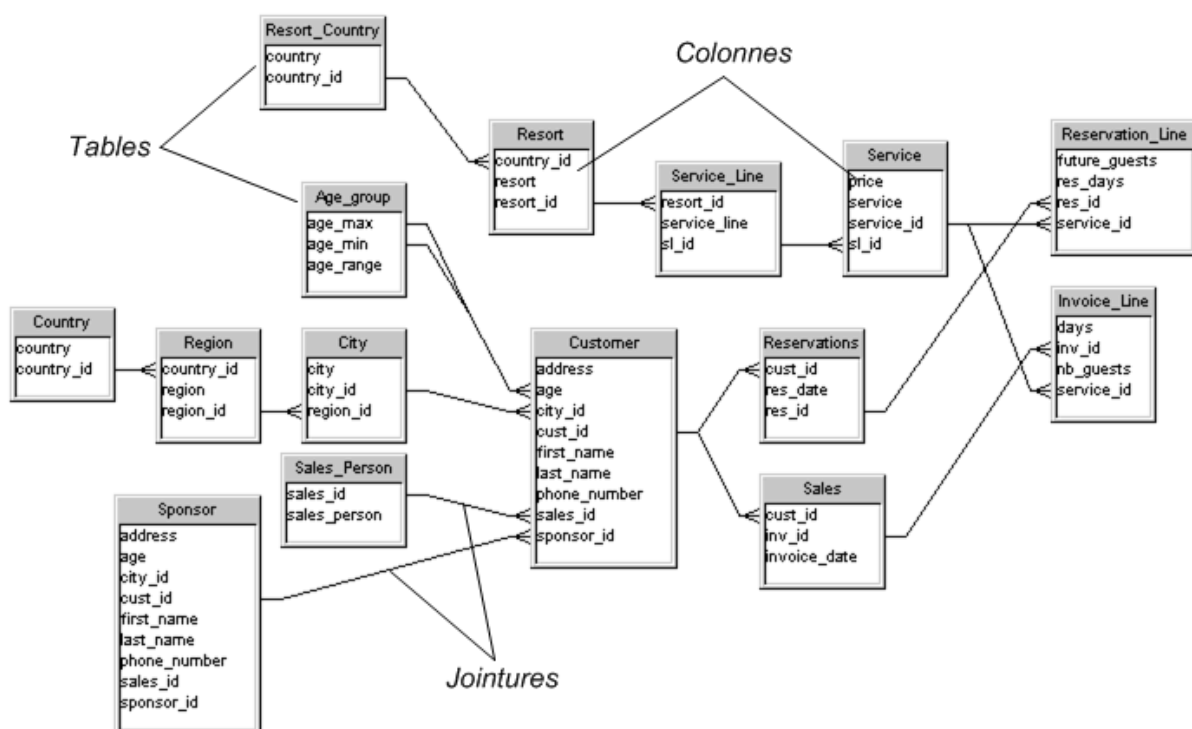 Resort_Country
country
country_id
Colonnes
Tables
Resort
country_id
resort
resort_id
Service_Line
resort_id
service_line
sl_id
Service
price
service
service_id
sl_id
Reservation_Line
future_guests
res_days
res_id
service_id
Age_group
age_max
age_min
age_range
Country
country
country_id
Region
country_id
region
region_id
City
city
city_id
region_id
Customer
address
age
city_id
cust_id
first_name
last_name
phone_number
sales_id
sponsor_id
Reservations
cust_id
res_date
res_id
Invoice_Line
days
inv_id
nb_guests
service_id
Sales_Person
sales_id
sales_person
Sales
cust_id
inv_id
invoice_date
Sponsor
address
age
city_id
cust_id
first_name
last_name
phone_number
sales_id
sponsor_id
Jointures